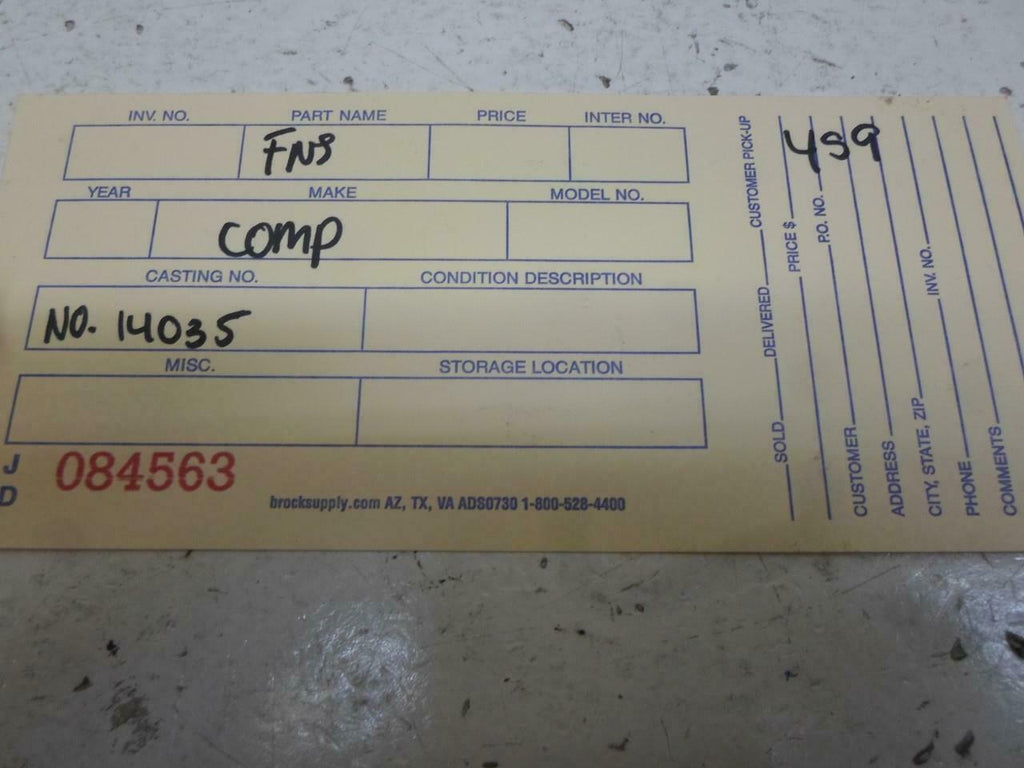 INV. NO. PART NAME PRICE INTER NO.
FNS
YEAR MAKE MODEL NO.
COMP
CASTING NO. CONDITION DESCRIPTION
NO. 14035
MISC. STORAGE LOCATION
J
D
084563
brocksupply.com AZ, TX, VA ADS0730 1-800-528-4400
459
SOLD DELIVERED CUSTOMER PICK-UP
PRICE $
P.O. NO.
CUSTOMER
ADDRESS
CITY, STATE, ZIP
INV. NO.
PHONE
COMMENTS